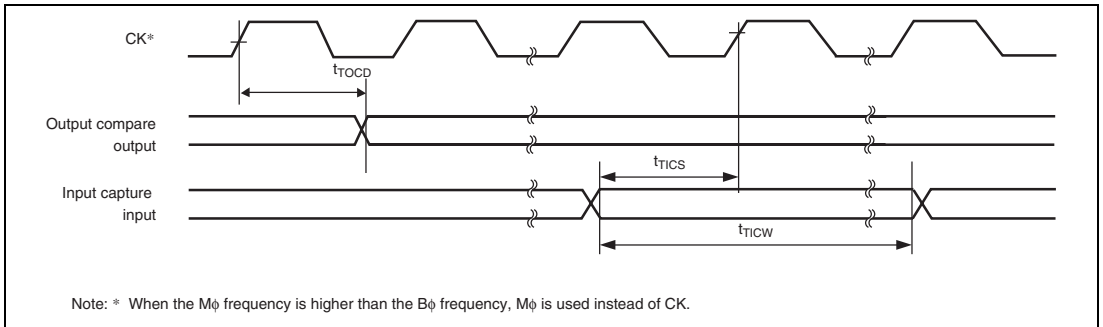 CK*
tTOCD
Output compare
output
tTICS
Input capture
input
tTICW
Note: * When the Mϕ frequency is higher than the Bϕ frequency, Mϕ is used instead of CK.